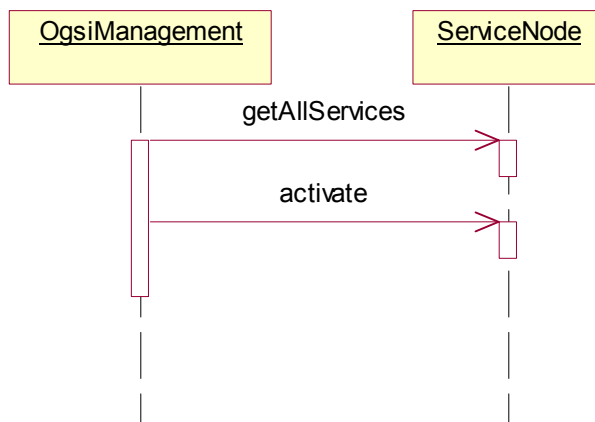 OgsiManagement
ServiceNode
getAllServices
activate